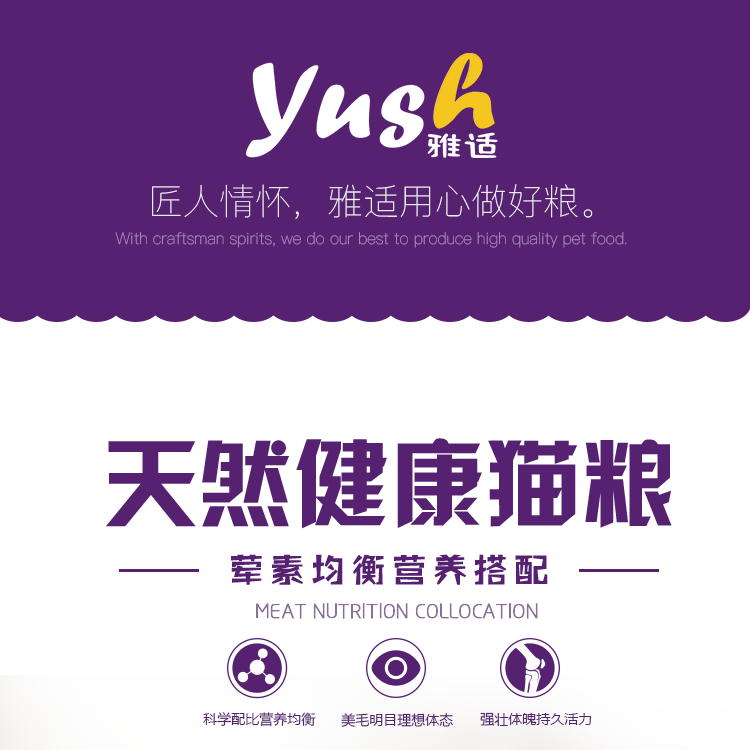 Yush
雅适
匠人情怀，雅适用心做好粮。
With craftsman spirits, we do our best to produce high quality pet food.
天然健康猫粮
荤素均衡营养搭配
MEAT NUTRITION COLLOCATION
科学配比营养均衡 美毛明目理想体态 强壮体魄持久活力